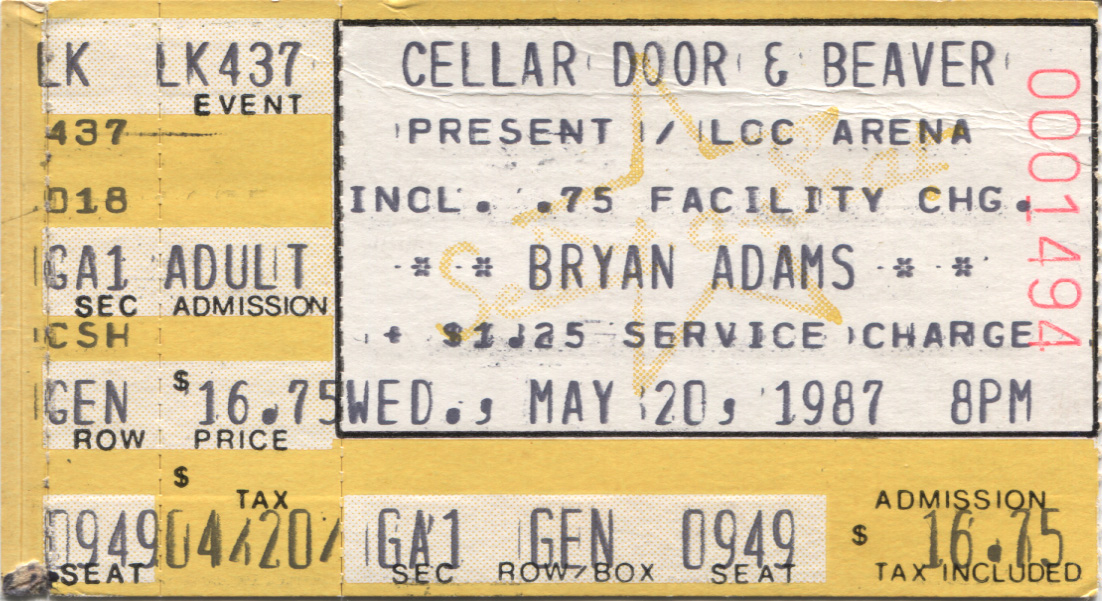 LK LK437
EVENT
437
018
GA1 ADULT
SEC ADMISSION
CSH
GEN $16.75
ROW PRICE
$
TAX
0949 04/20/
SEAT
CELLAR DOOR & BEAVER
PRESENT / LCC ARENA
INCL. .75 FACILITY CHG.
* * BRYAN ADAMS * *
+ $1.25 SERVICE CHARGE
WED., MAY 20, 1987 8PM
0001494
GA1 GEN 0949
SEC ROW/BOX SEAT
ADMISSION
$ 16.75
TAX INCLUDED